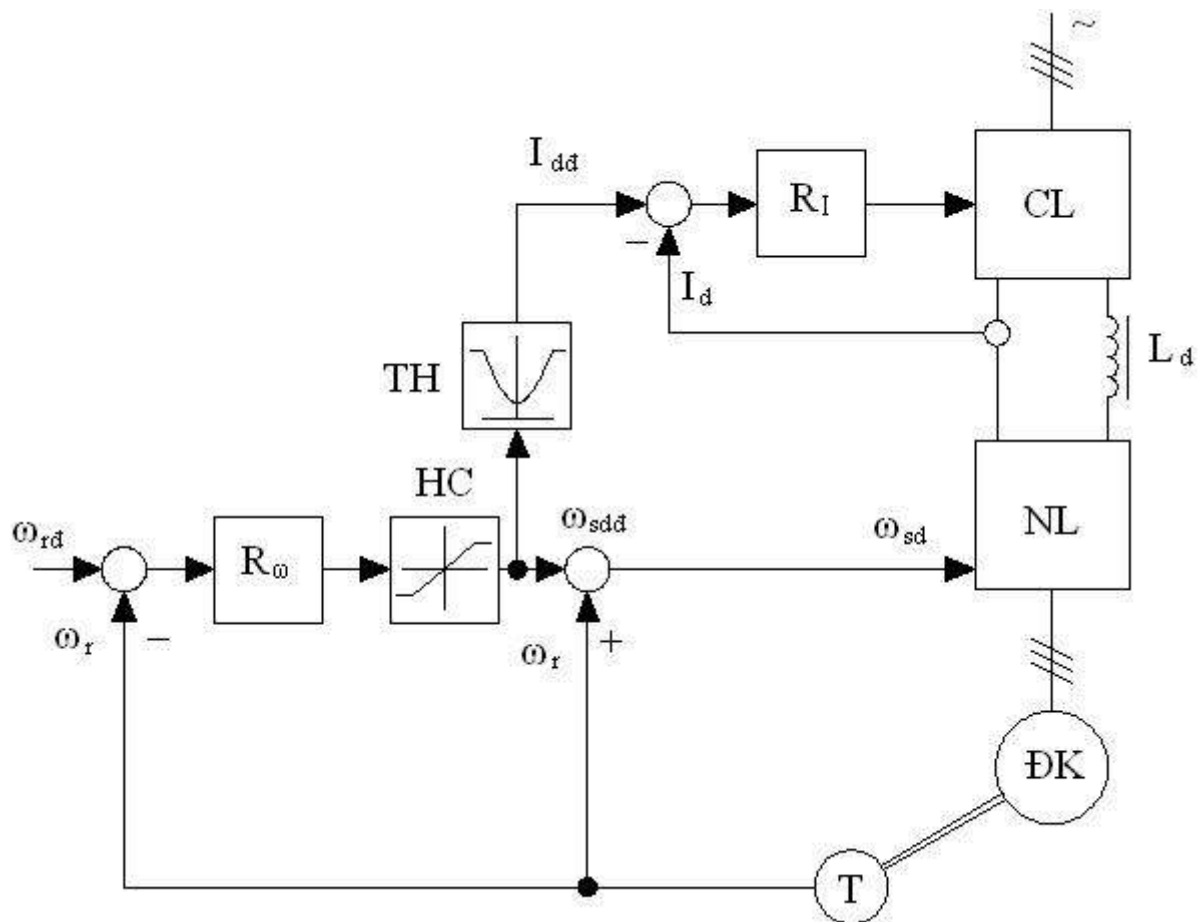 ~
I dđ
R I
CL
−
I d
L d
TH
HC
ω rđ
R ω
ω sdđ
ω sd
NL
ω r
−
ω r
+
ĐK
T